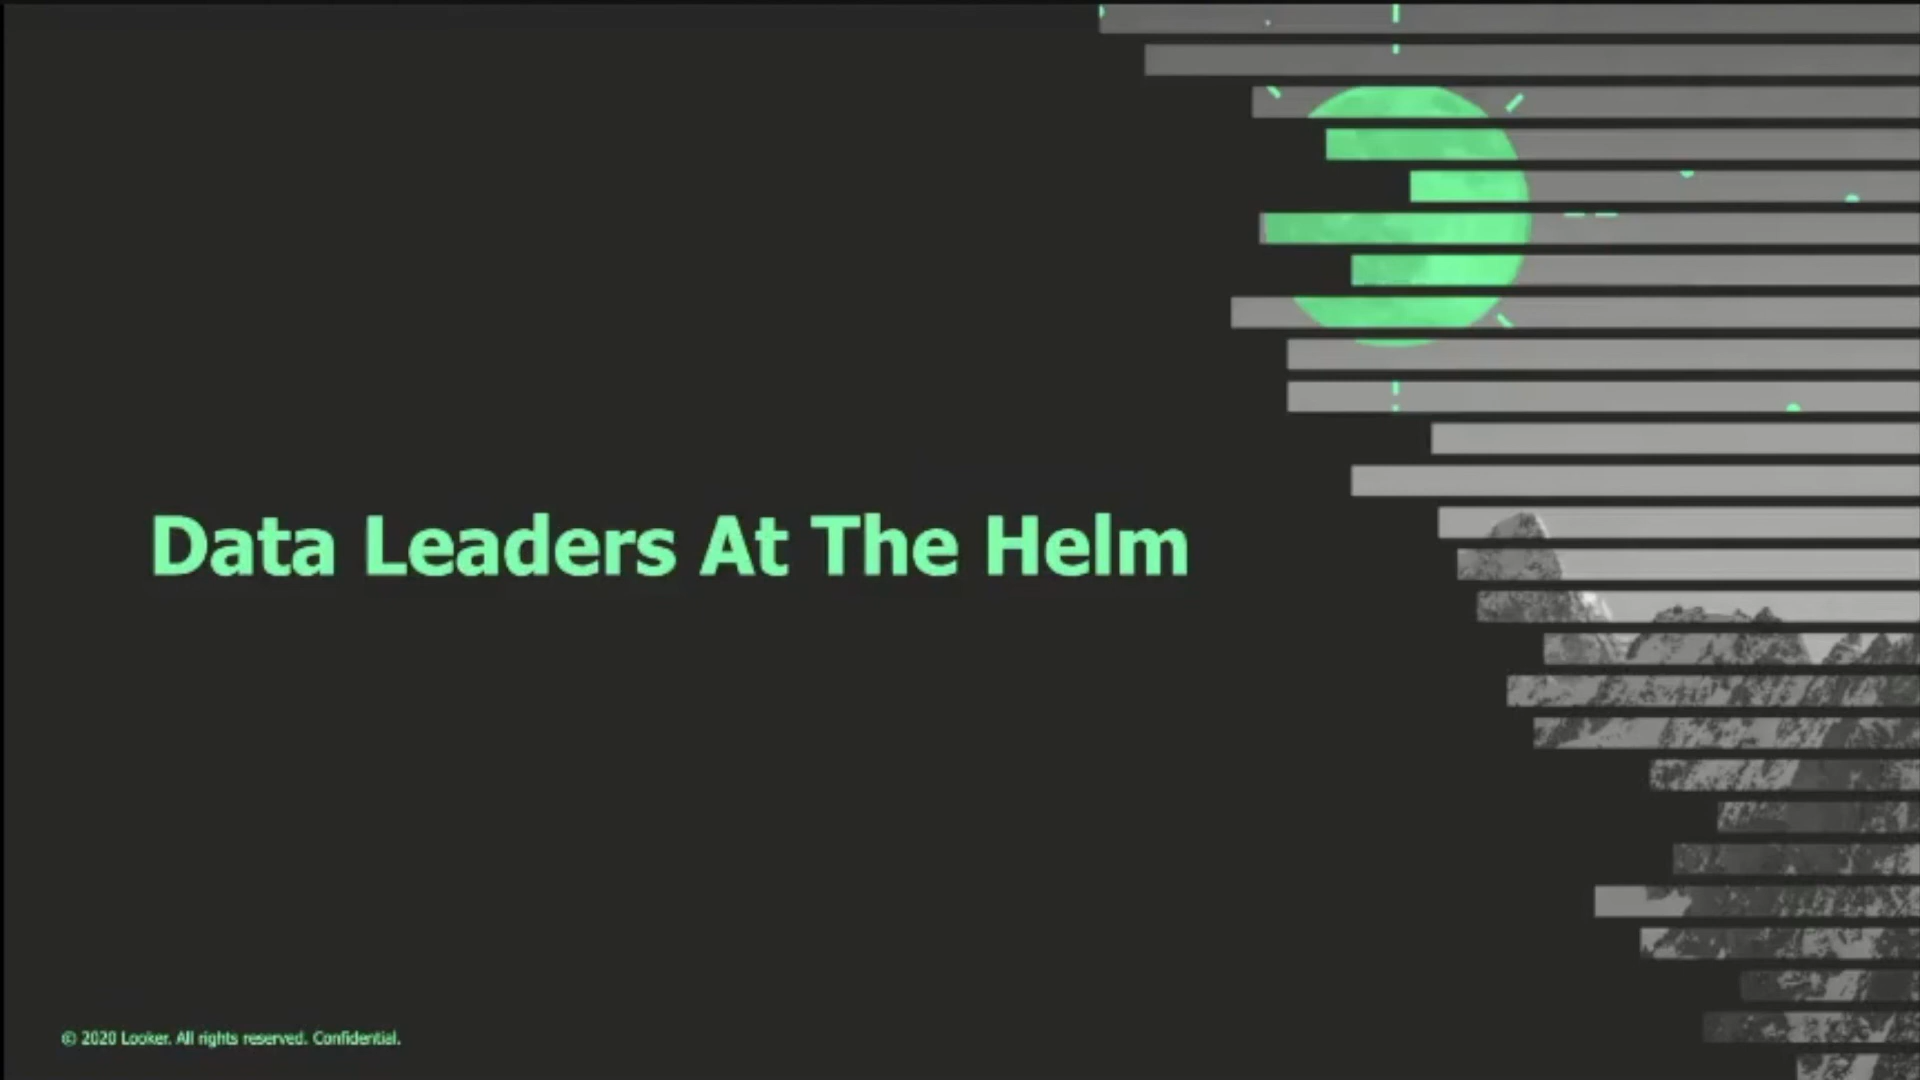 Data Leaders At The Helm
© 2020 Looker. All rights reserved. Confidential.